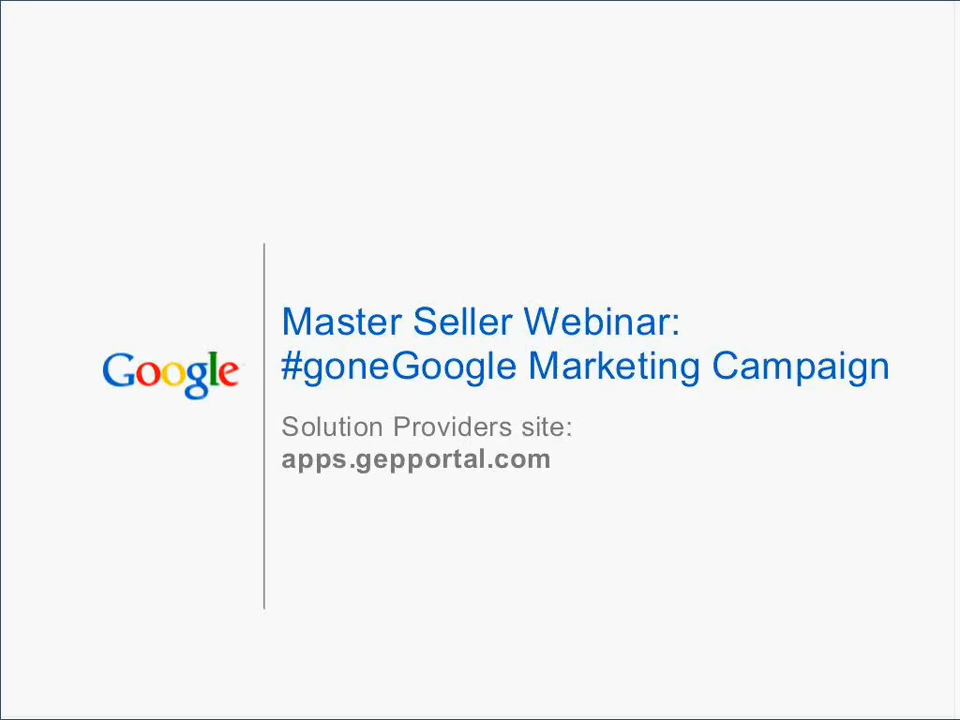 Google
Master Seller Webinar:
#goneGoogle Marketing Campaign
Solution Providers site:
apps.gepportal.com